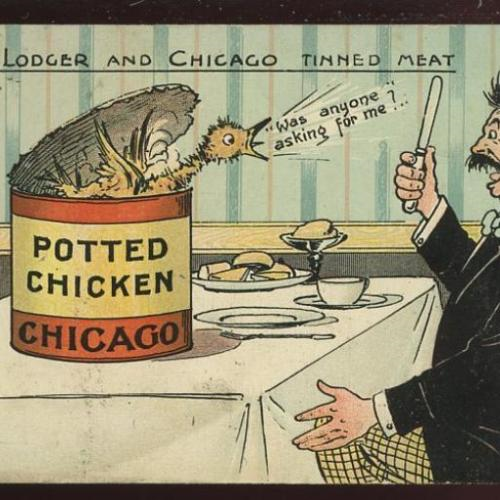 LODGER AND CHICAGO TINNED MEAT
"Was anyone
asking for me?"...
POTTED
CHICKEN
CHICAGO